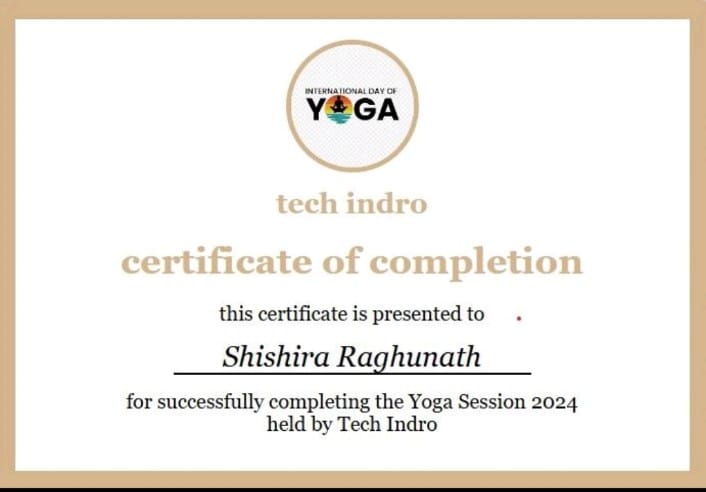 INTERNATIONAL DAY OF
YOGA
tech indro
certificate of completion
this certificate is presented to
Shishira Raghunath
for successfully completing the Yoga Session 2024
held by Tech Indro